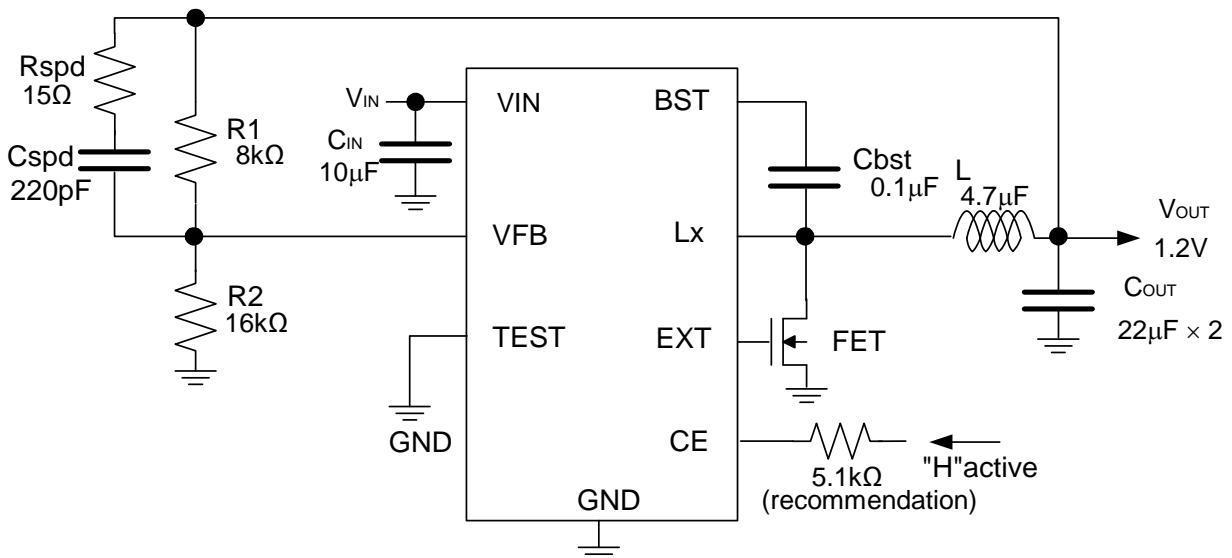 Rspd
15Ω
Cspd
220pF
R1
8kΩ
R2
16kΩ
VIN
CIN
10μF
VIN
VFB
TEST
GND
BST
Lx
EXT
CE
GND
Cbst
0.1μF
L
4.7μF
VOUT
1.2V
COUT
22μF × 2
FET
5.1kΩ
(recommendation)
"H"active